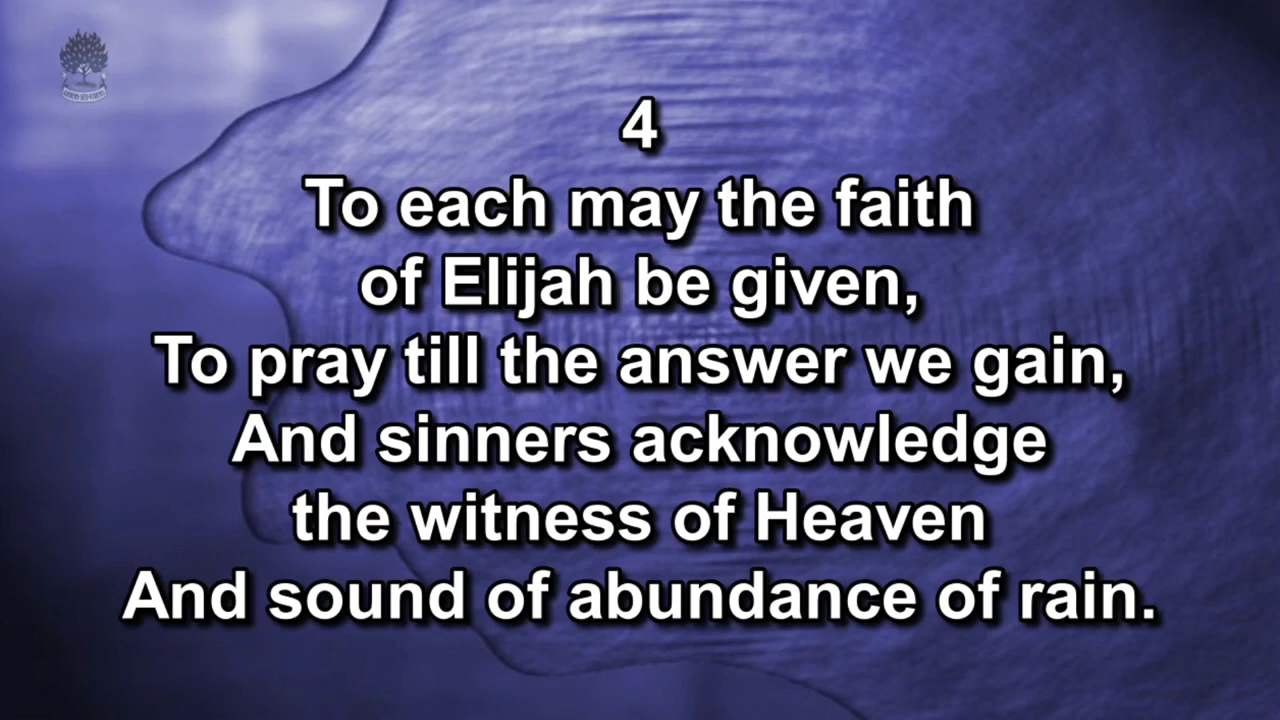 4
To each may the faith
of Elijah be given,
To pray till the answer we gain,
And sinners acknowledge
the witness of Heaven
And sound of abundance of rain.